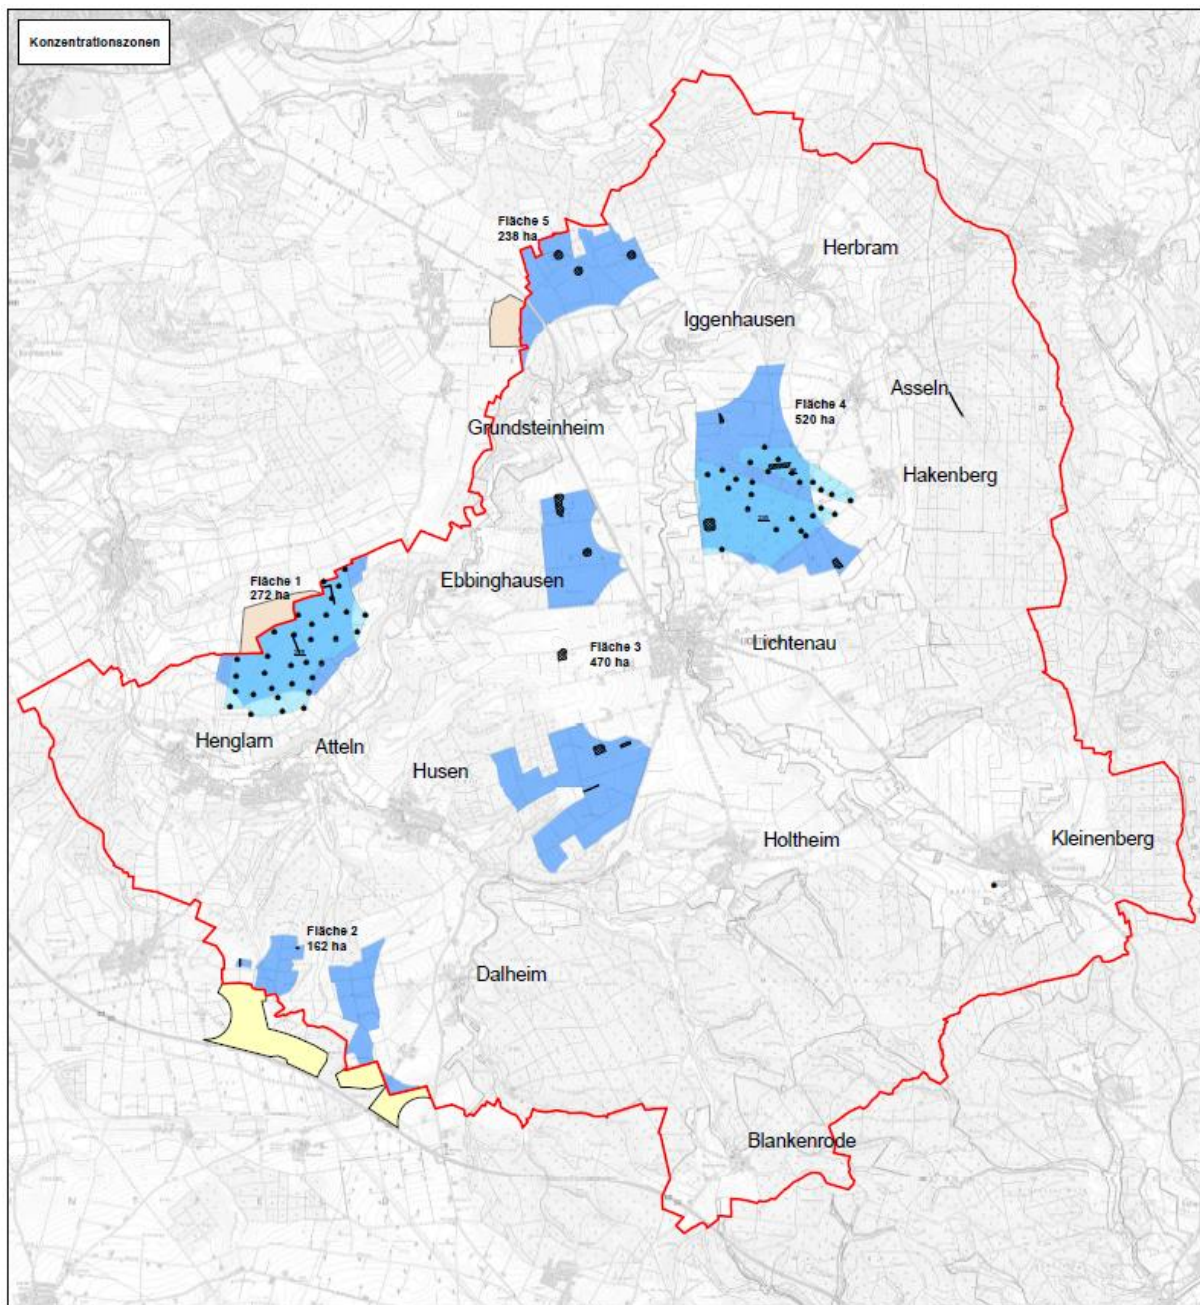 Konzentrationszonen
Fläche 5
238 ha
Herbram
Iggenhausen
Asseln
Fläche 4
520 ha
Grundsteinheim
Hakenberg
Fläche 1
272 ha
Ebbinghausen
Lichtenau
Fläche 3
470 ha
Henglarn
Atteln
Husen
Holtheim
Kleinenberg
Fläche 2
162 ha
Dalheim
Blankenrode